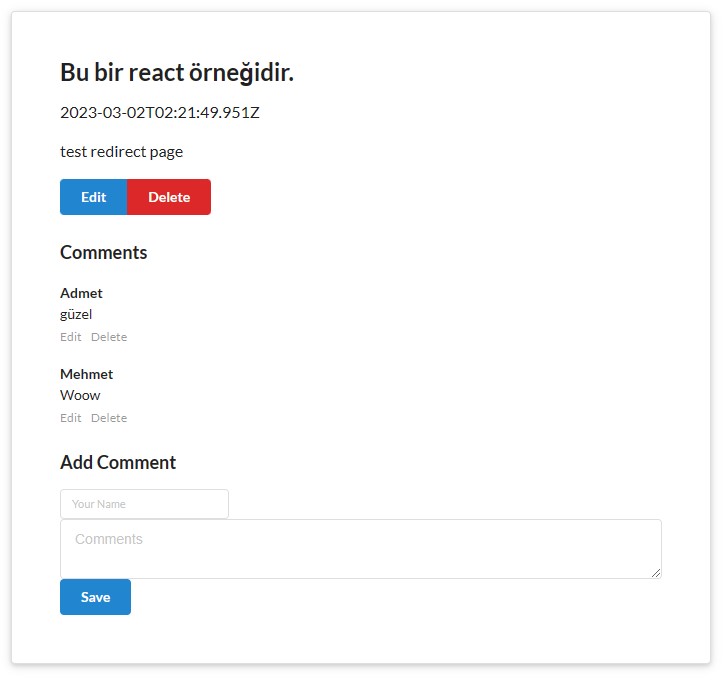 Bu bir react örneğidir.
2023-03-02T02:21:49.951Z
test redirect page
Edit Delete
Comments
Admet
güzel
Edit Delete
Mehmet
Woow
Edit Delete
Add Comment
Your Name
Comments
Save